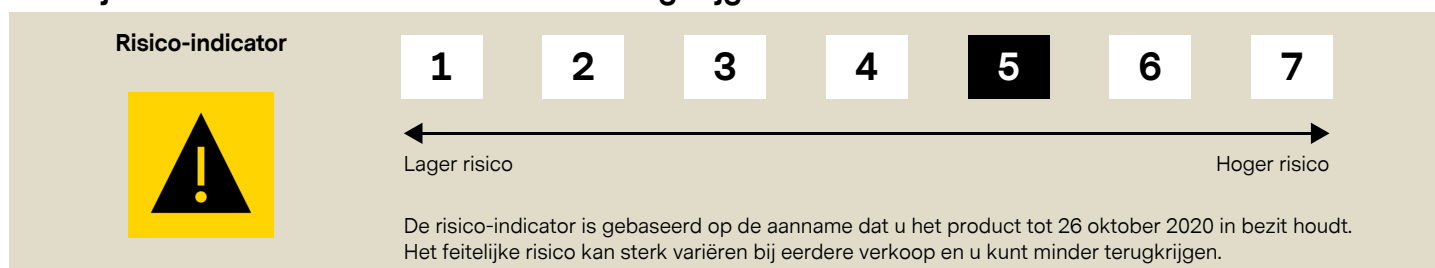 Risico-indicator
1 2 3 4 5 6 7
Lager risico Hoger risico
De risico-indicator is gebaseerd op de aanname dat u het product tot 26 oktober 2020 in bezit houdt.
Het feitelijke risico kan sterk variëren bij eerdere verkoop en u kunt minder terugkrijgen.